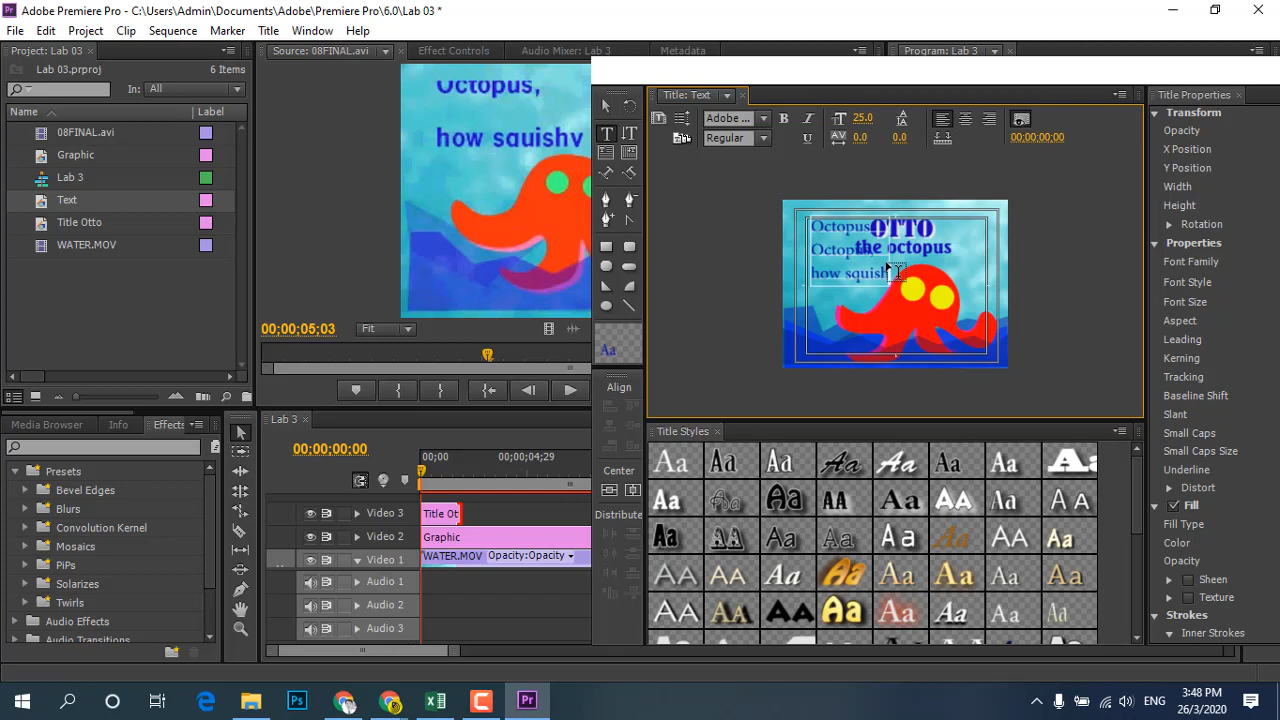 Adobe Premiere Pro - C:\Users\Admin\Documents\Adobe\Premiere Pro\6.0\Lab 03 *
File Edit Project Clip Sequence Marker Title Window Help
Project: Lab 03
Lab 03.prproj
6 Items
In: All
Name
Label
08FINAL.avi
Graphic
Lab 3
Text
Title Otto
WATER.MOV
Source: 08FINAL.avi
Effect Controls
Audio Mixer: Lab 3
Metadata
Program: Lab 3
Octopus,
how squishy
00;00;05;03
Fit
Title: Text
Adobe ...
Regular
25.0
0.0
0.0
00;00;00;00
Octopus
OTTO
the octopus
Octopus,
how squish
Title Properties
Transform
Opacity
X Position
Y Position
Width
Height
Rotation
Properties
Font Family
Font Style
Font Size
Aspect
Leading
Kerning
Tracking
Baseline Shift
Slant
Small Caps
Small Caps Size
Underline
Distort
Fill
Fill Type
Color
Opacity
Sheen
Texture
Strokes
Inner Strokes
Aa
Align
Center
Distribute
Title Styles
Media Browser
Info
Effects
Presets
Bevel Edges
Blurs
Convolution Kernel
Mosaics
PiPs
Solarizes
Twirls
Audio Effects
Audio Transitions
Lab 3
00;00;00;00
00;00
00;00;04;29
Video 3
Title Ot
Video 2
Graphic
Video 1
WATER.MOV Opacity:Opacity
Audio 1
Audio 2
Audio 3
ENG
3:48 PM
26/3/2020